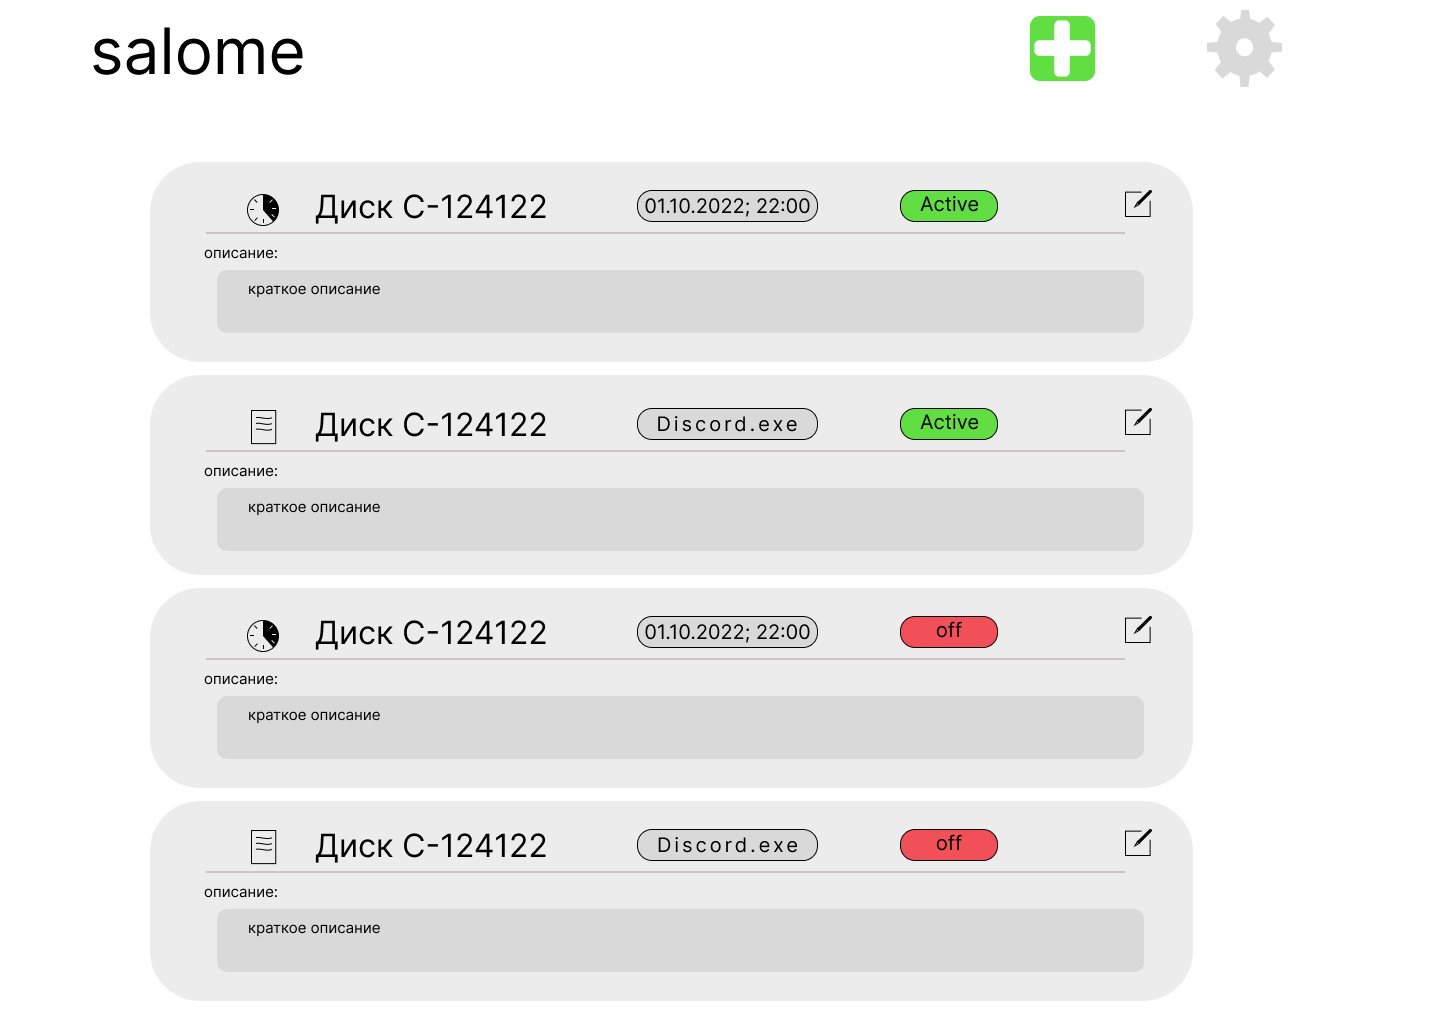 salome
Диск С-124122 01.10.2022; 22:00 Active
описание:
краткое описание
Диск С-124122 Discord.exe Active
описание:
краткое описание
Диск С-124122 01.10.2022; 22:00 off
описание:
краткое описание
Диск С-124122 Discord.exe off
описание:
краткое описание